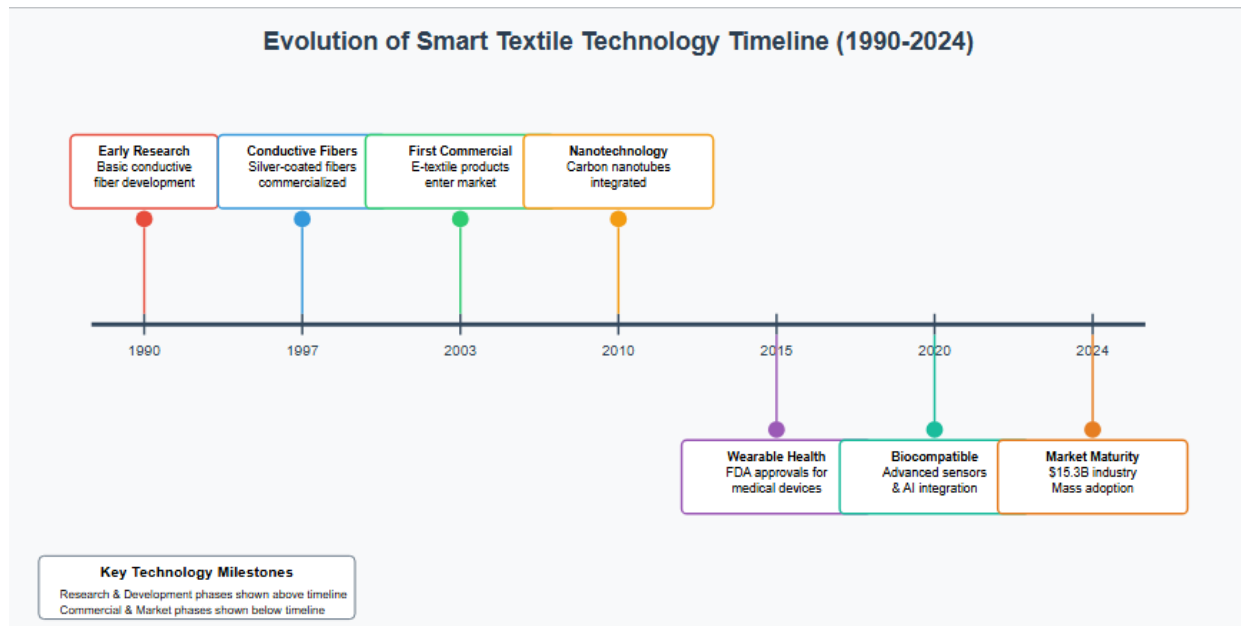 Evolution of Smart Textile Technology Timeline (1990-2024)
Early Research
Basic conductive
fiber development
Conductive Fibers
Silver-coated fibers
commercialized
First Commercial
E-textile products
enter market
Nanotechnology
Carbon nanotubes
integrated
1990
1997
2003
2010
2015
2020
2024
Wearable Health
FDA approvals for
medical devices
Biocompatible
Advanced sensors
& AI integration
Market Maturity
$15.3B industry
Mass adoption
Key Technology Milestones
Research & Development phases shown above timeline
Commercial & Market phases shown below timeline